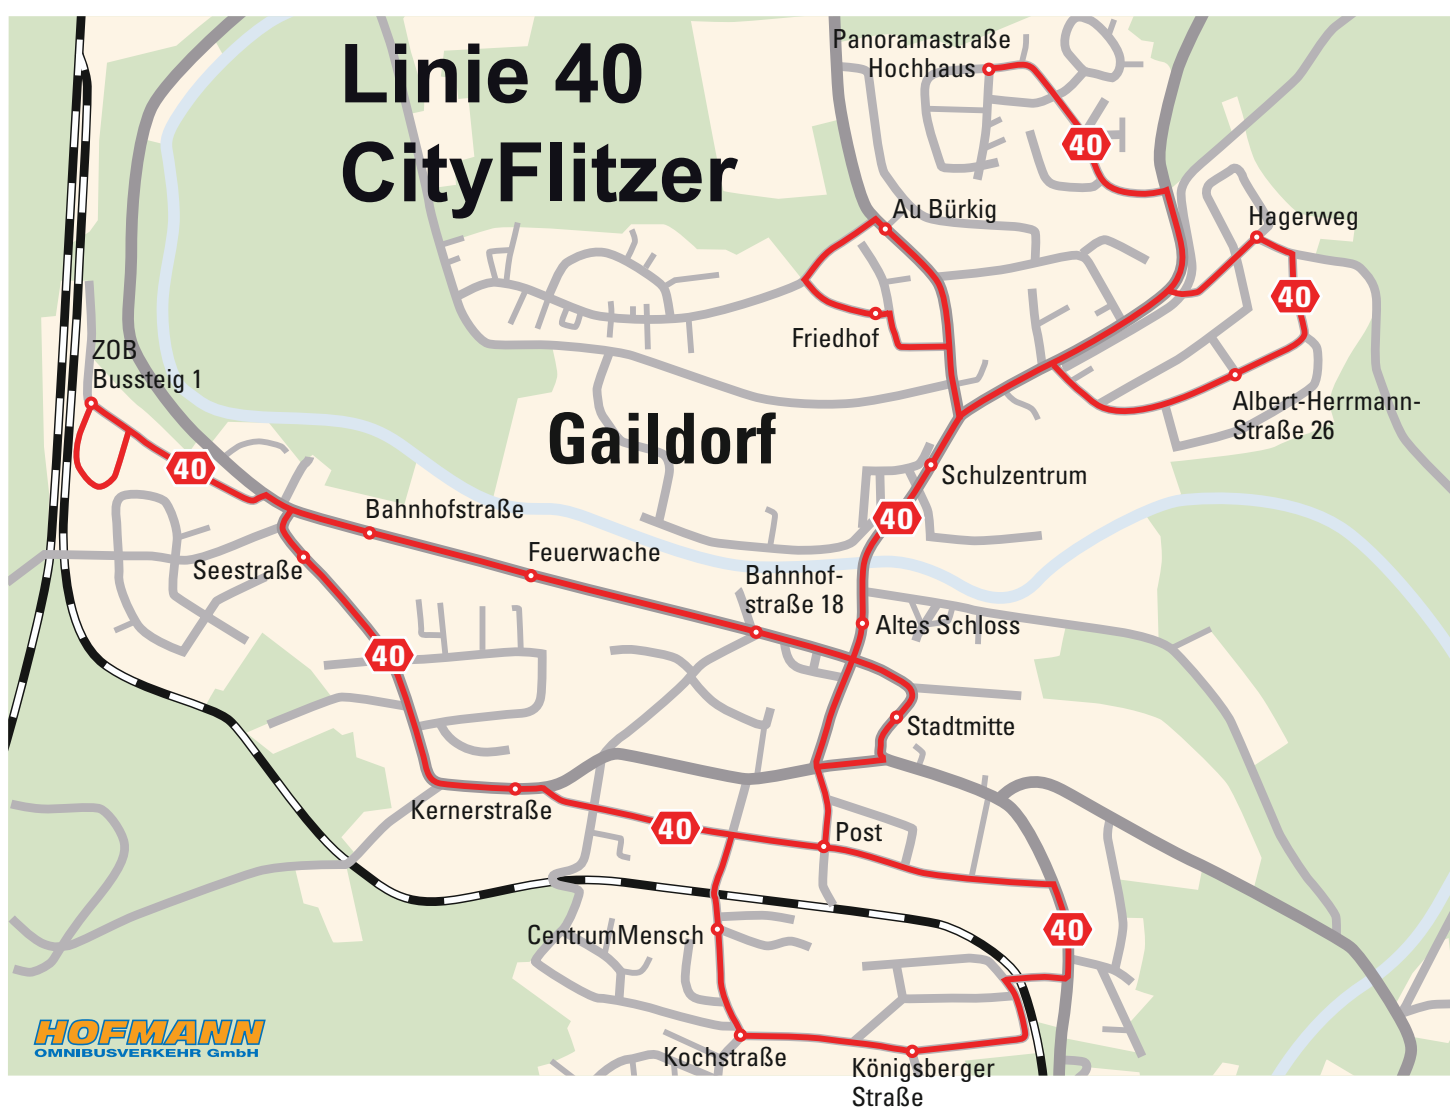 Linie 40
CityFlitzer
Panoramastraße
Hochhaus
40
Au Bürkig
Hagerweg
40
Friedhof
ZOB
Bussteig 1
Albert-Herrmann-
Straße 26
Gaildorf
40
Schulzentrum
40
Bahnhofstraße
Feuerwache
Seestraße
Bahnhof-
straße 18
Altes Schloss
40
Stadtmitte
Kernerstraße
40
Post
CentrumMensch
40
HOFMANN
OMNIBUSVERKEHR GmbH
Kochstraße
Königsberger
Straße